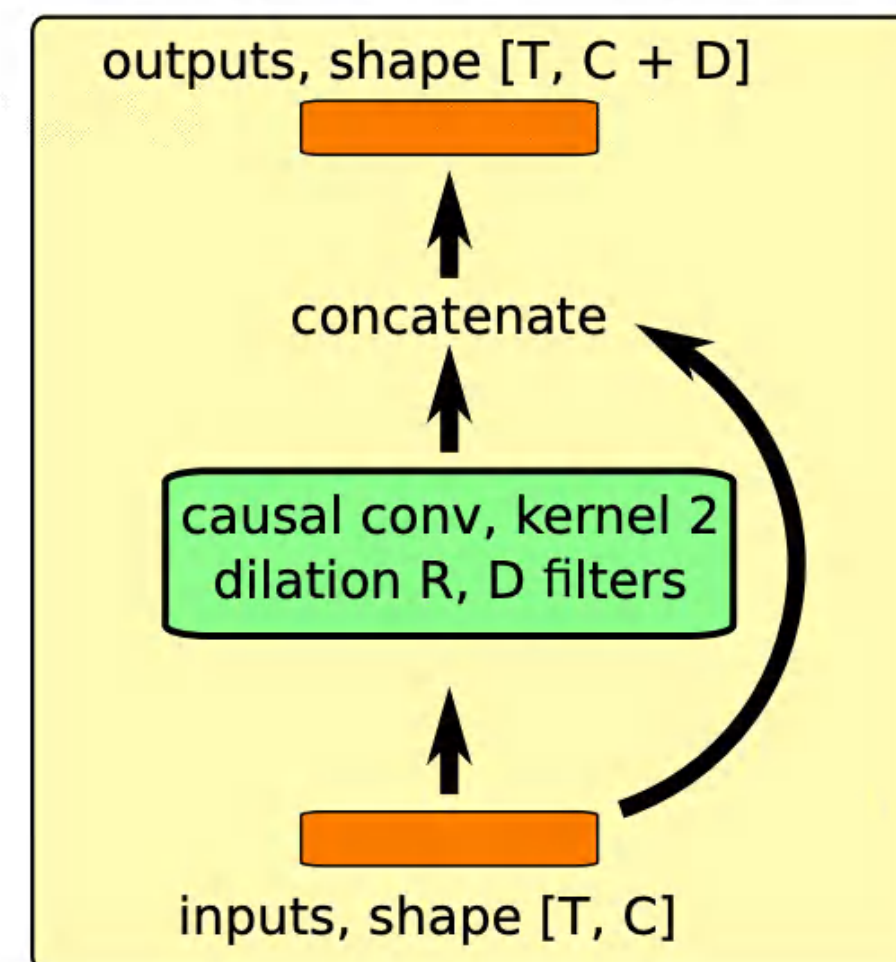 outputs, shape [T, C + D]
concatenate
causal conv, kernel 2
dilation R, D filters
inputs, shape [T, C]